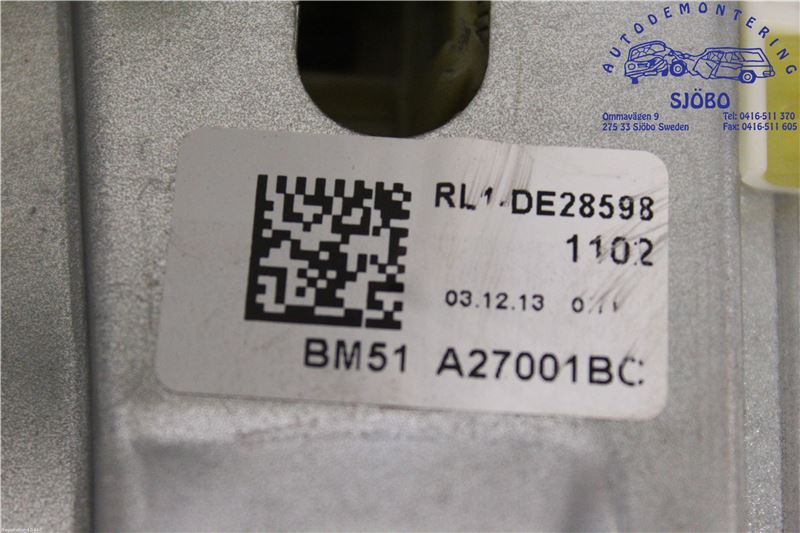 AUTODEMONTERING
SJÖBO
Ommavägen 9 Tel: 0416-511 370
275 33 Sjöbo Sweden Fax: 0416-511 605
RL1-DE28598
1102
03.12.13
BM51 A27001BC